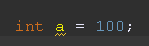 int a = 100;